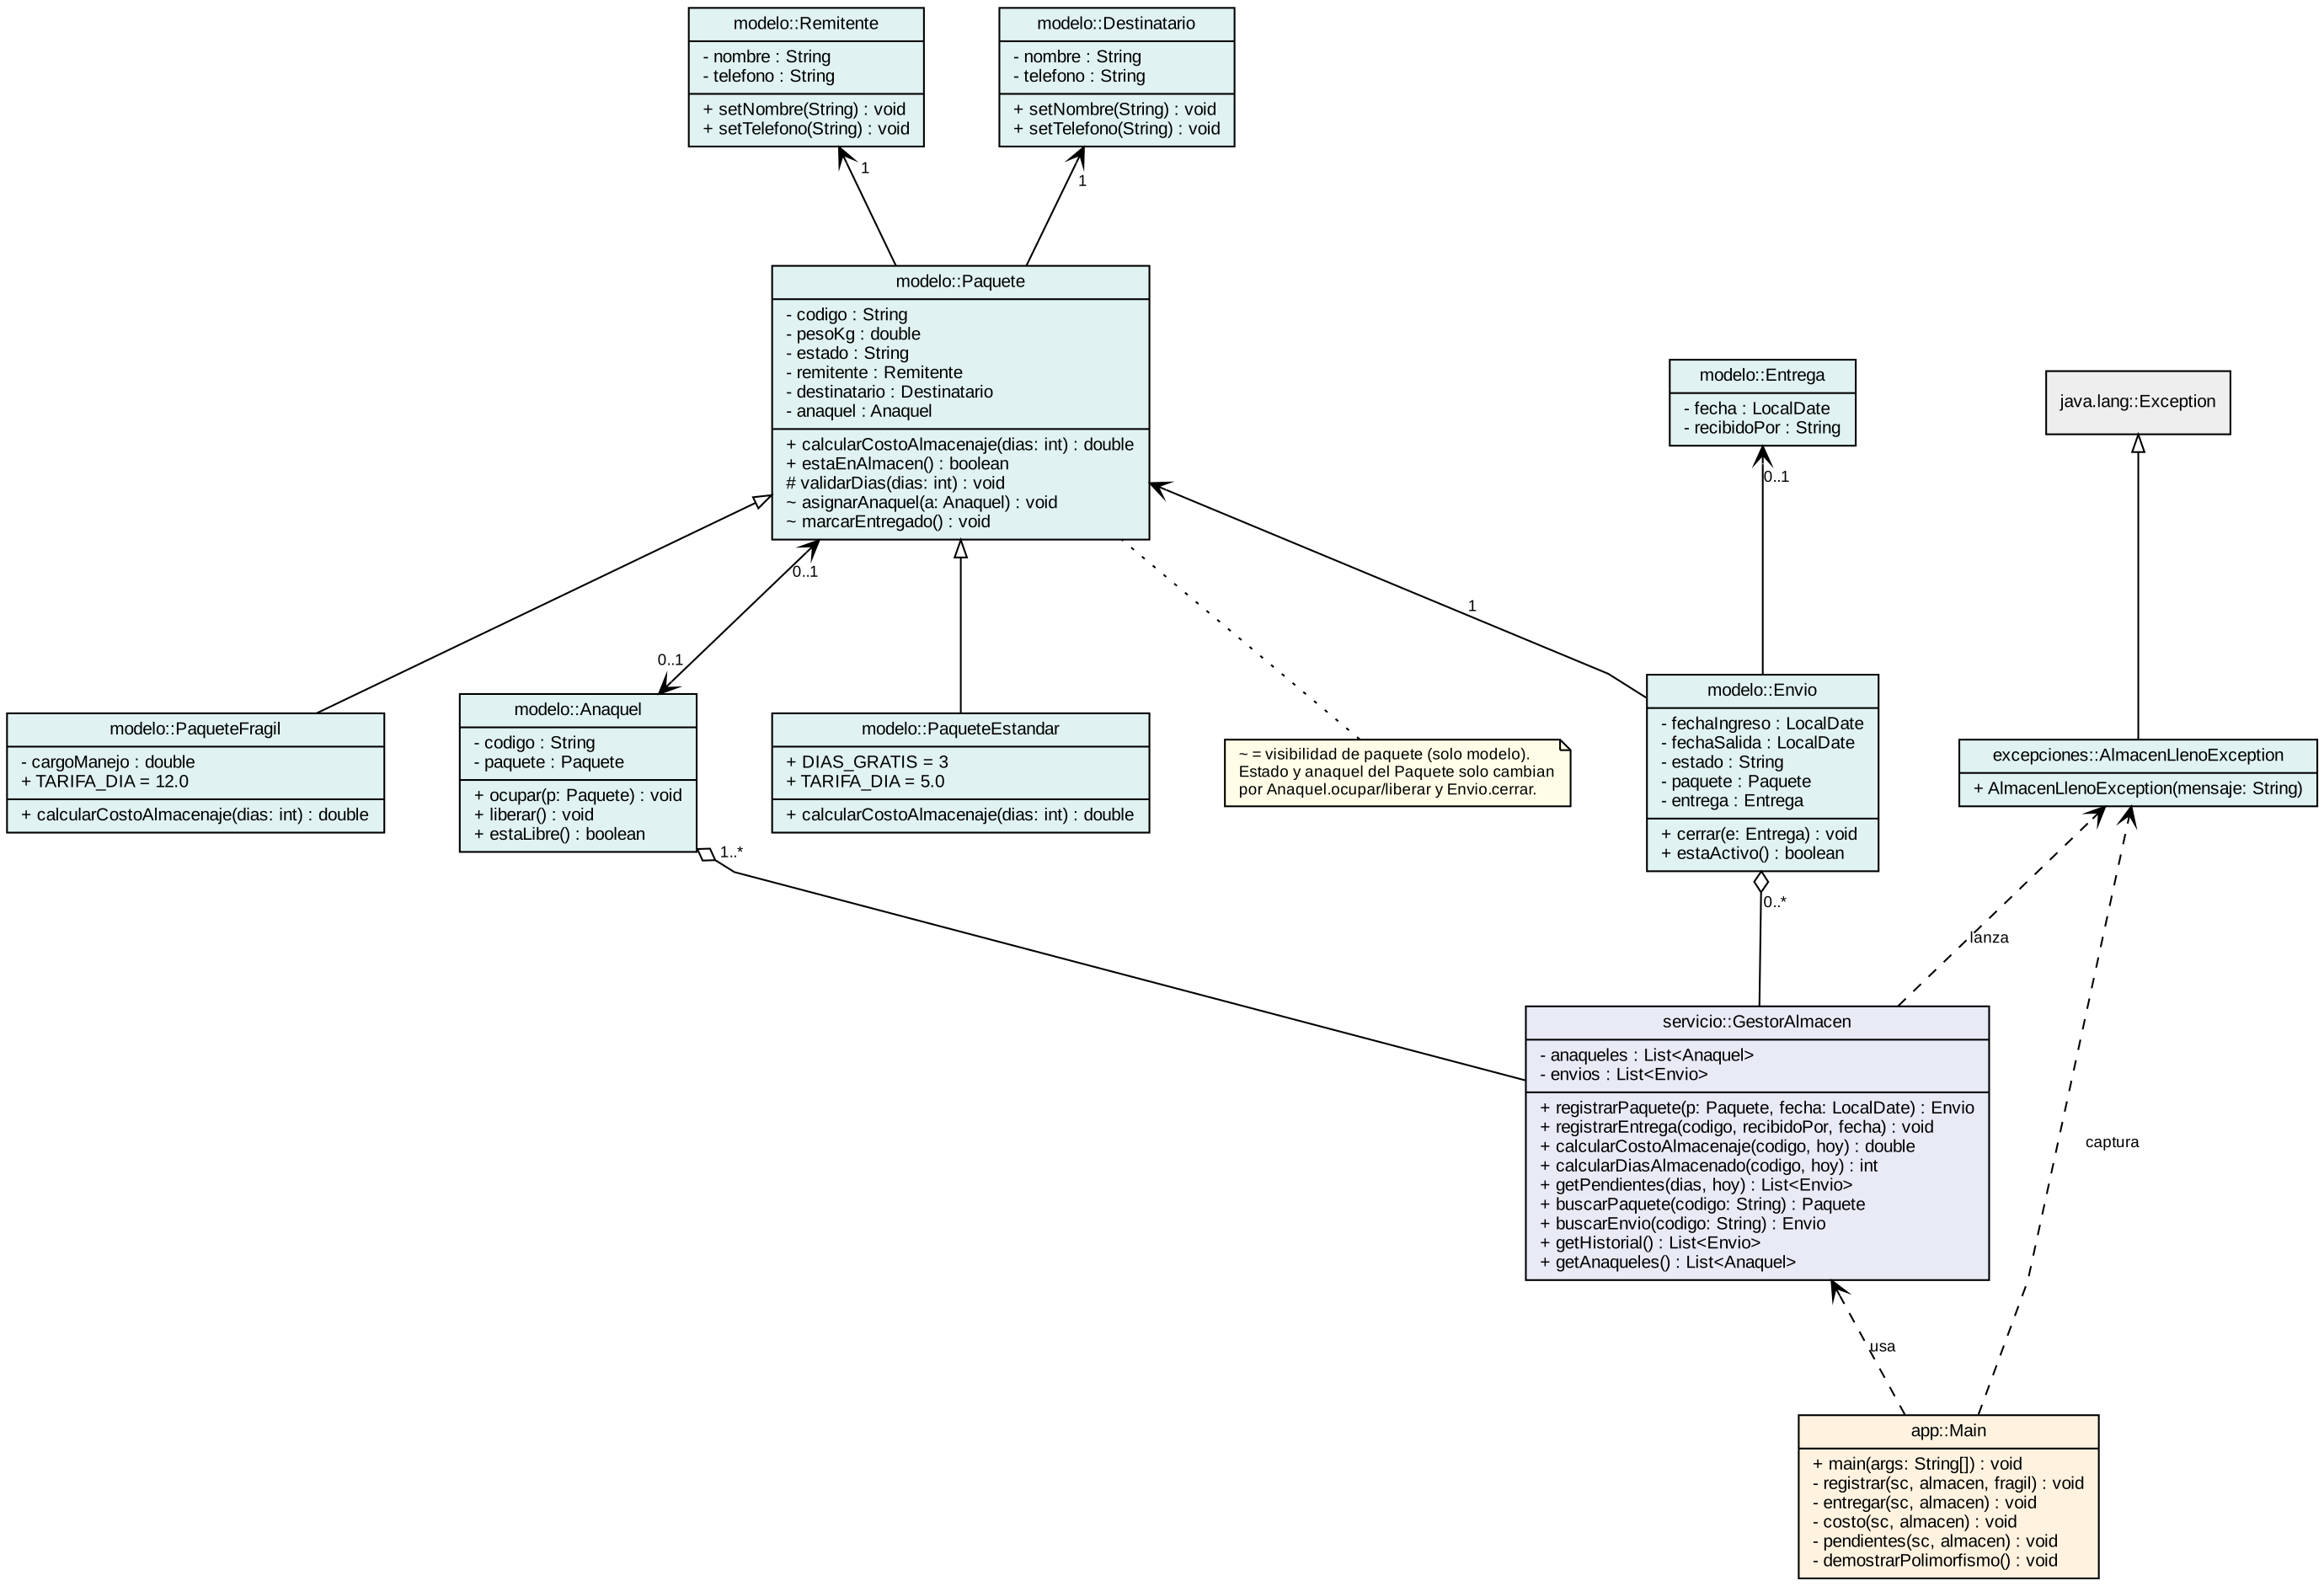 modelo::Remitente
- nombre : String
- telefono : String
+ setNombre(String) : void
+ setTelefono(String) : void
modelo::Destinatario
- nombre : String
- telefono : String
+ setNombre(String) : void
+ setTelefono(String) : void
1
1
modelo::Paquete
- codigo : String
- pesoKg : double
- estado : String
- remitente : Remitente
- destinatario : Destinatario
- anaquel : Anaquel
+ calcularCostoAlmacenaje(dias: int) : double
+ estaEnAlmacen() : boolean
# validarDias(dias: int) : void
~ asignarAnaquel(a: Anaquel) : void
~ marcarEntregado() : void
modelo::Entrega
- fecha : LocalDate
- recibidoPor : String
java.lang::Exception
0..1
0..1
1
0..1
modelo::PaqueteFragil
- cargoManejo : double
+ TARIFA_DIA = 12.0
+ calcularCostoAlmacenaje(dias: int) : double
modelo::Anaquel
- codigo : String
- paquete : Paquete
+ ocupar(p: Paquete) : void
+ liberar() : void
+ estaLibre() : boolean
modelo::PaqueteEstandar
+ DIAS_GRATIS = 3
+ TARIFA_DIA = 5.0
+ calcularCostoAlmacenaje(dias: int) : double
~ = visibilidad de paquete (solo modelo).
Estado y anaquel del Paquete solo cambian
por Anaquel.ocupar/liberar y Envio.cerrar.
modelo::Envio
- fechaIngreso : LocalDate
- fechaSalida : LocalDate
- estado : String
- paquete : Paquete
- entrega : Entrega
+ cerrar(e: Entrega) : void
+ estaActivo() : boolean
excepciones::AlmacenLlenoException
+ AlmacenLlenoException(mensaje: String)
1..*
0..*
lanza
servicio::GestorAlmacen
- anaqueles : List<Anaquel>
- envios : List<Envio>
+ registrarPaquete(p: Paquete, fecha: LocalDate) : Envio
+ registrarEntrega(codigo, recibidoPor, fecha) : void
+ calcularCostoAlmacenaje(codigo, hoy) : double
+ calcularDiasAlmacenado(codigo, hoy) : int
+ getPendientes(dias, hoy) : List<Envio>
+ buscarPaquete(codigo: String) : Paquete
+ buscarEnvio(codigo: String) : Envio
+ getHistorial() : List<Envio>
+ getAnaqueles() : List<Anaquel>
captura
usa
app::Main
+ main(args: String[]) : void
- registrar(sc, almacen, fragil) : void
- entregar(sc, almacen) : void
- costo(sc, almacen) : void
- pendientes(sc, almacen) : void
- demostrarPolimorfismo() : void